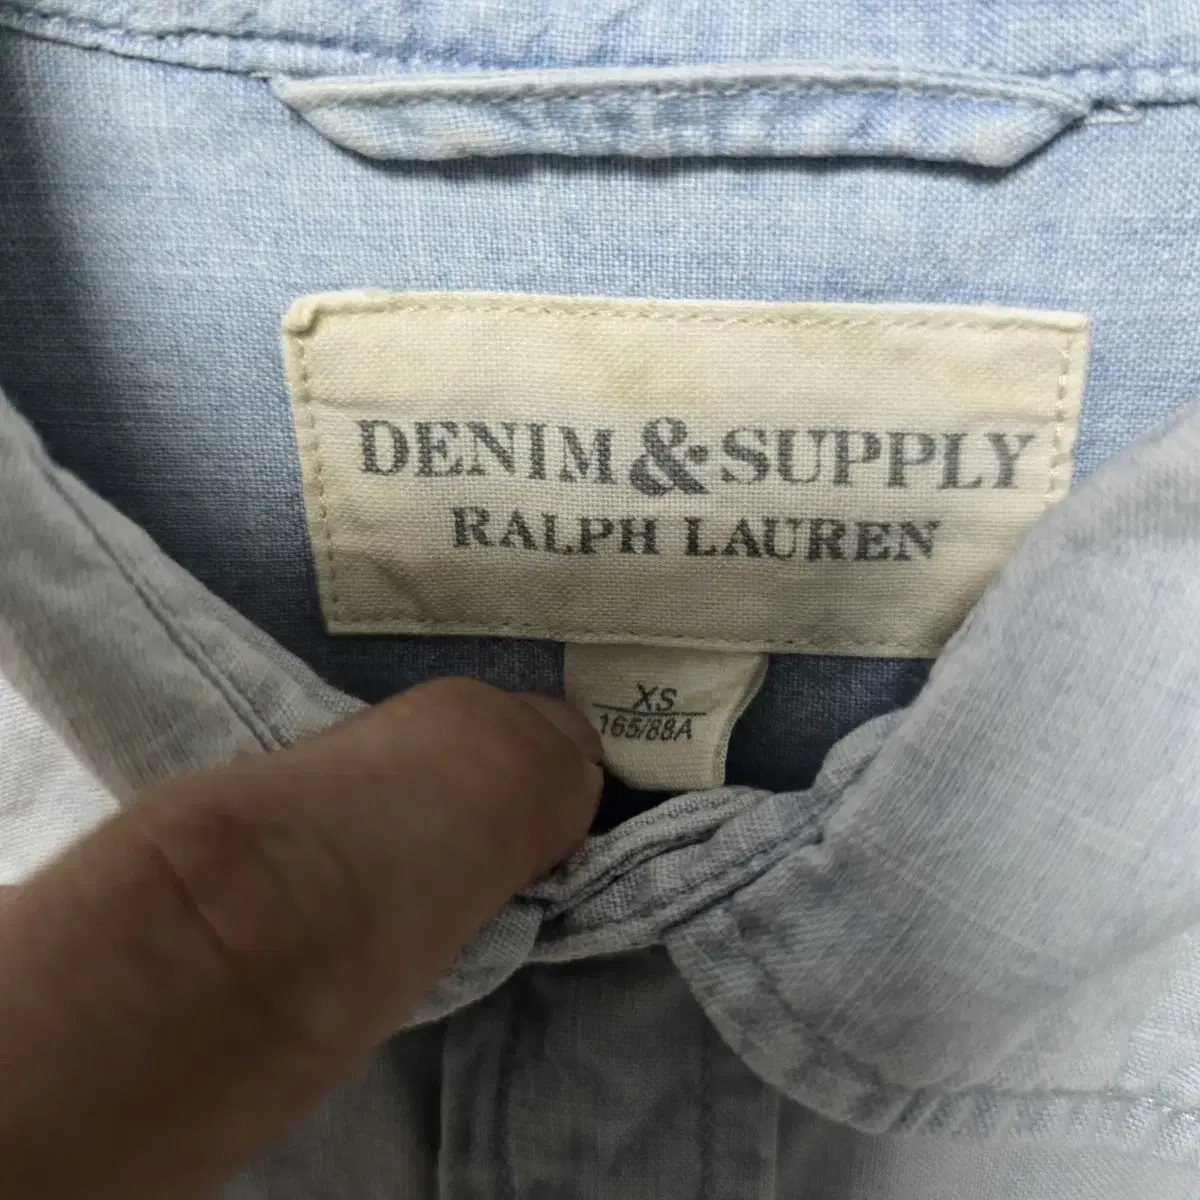 DENIM & SUPPLY
RALPH LAUREN
XS
165/88A